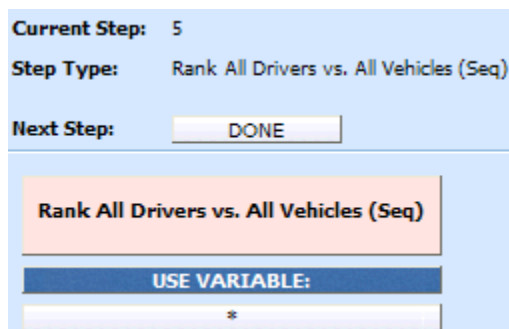 Current Step: 5
Step Type: Rank All Drivers vs. All Vehicles (Seq)
Next Step: DONE
Rank All Drivers vs. All Vehicles (Seq)
USE VARIABLE:
*